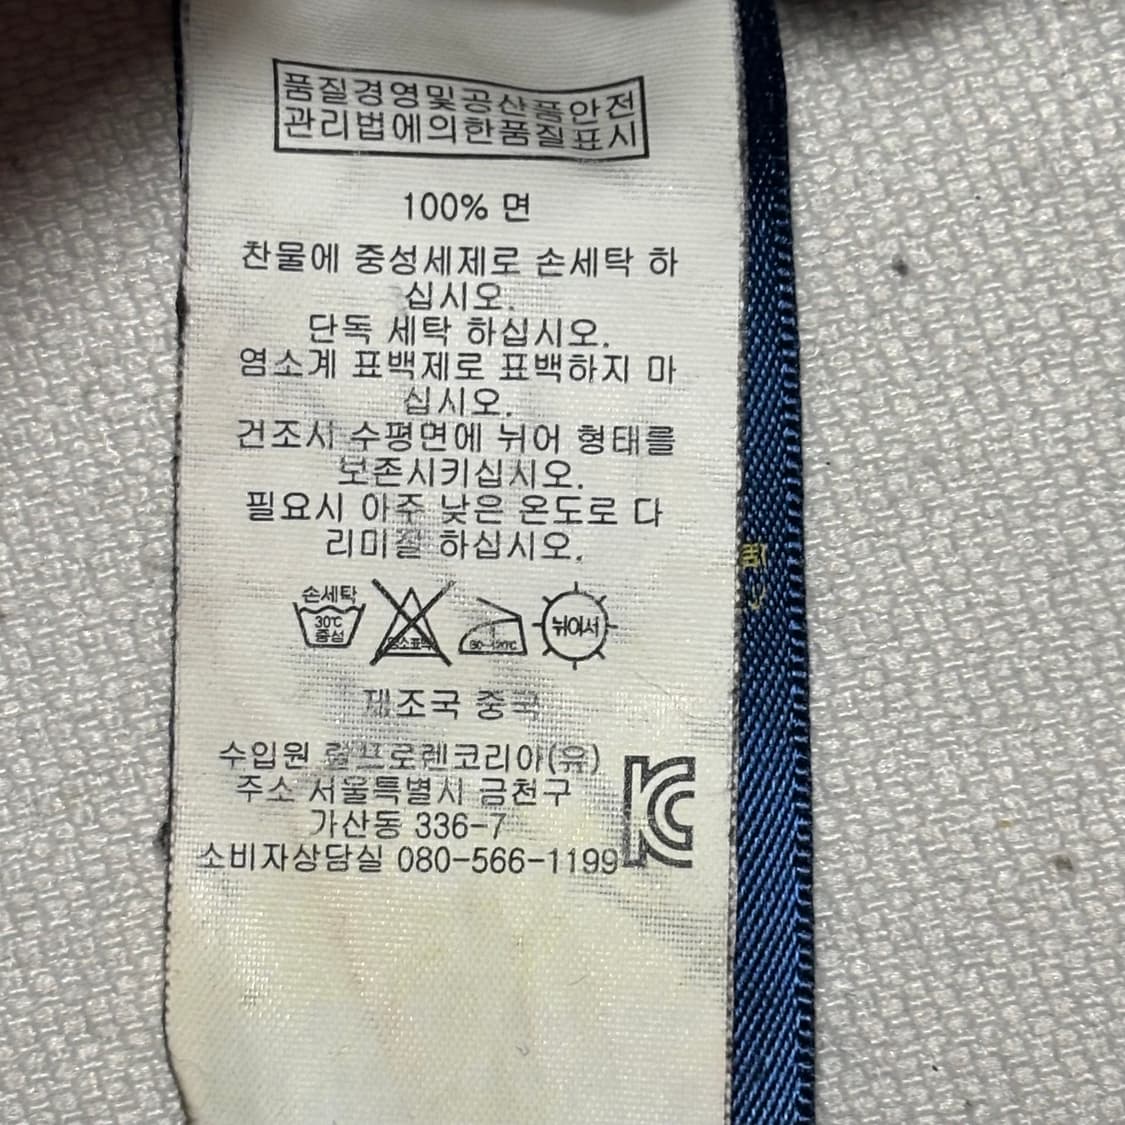 품질경영및공산품안전
관리법에의한품질표시
100% 면
찬물에 중성세제로 손세탁 하
십시오.
단독 세탁 하십시오.
염소계 표백제로 표백하지 마
십시오.
건조시 수평면에 뉘어 형태를
보존시키십시오.
필요시 아주 낮은 온도로 다
리미질 하십시오.
손세탁
30℃
중성
염소표백
80~120℃
뉘어서
제조국 중국
수입원 랄프로렌코리아(유)
주소 서울특별시 금천구
가산동 336-7
소비자상담실 080-566-1199
KC